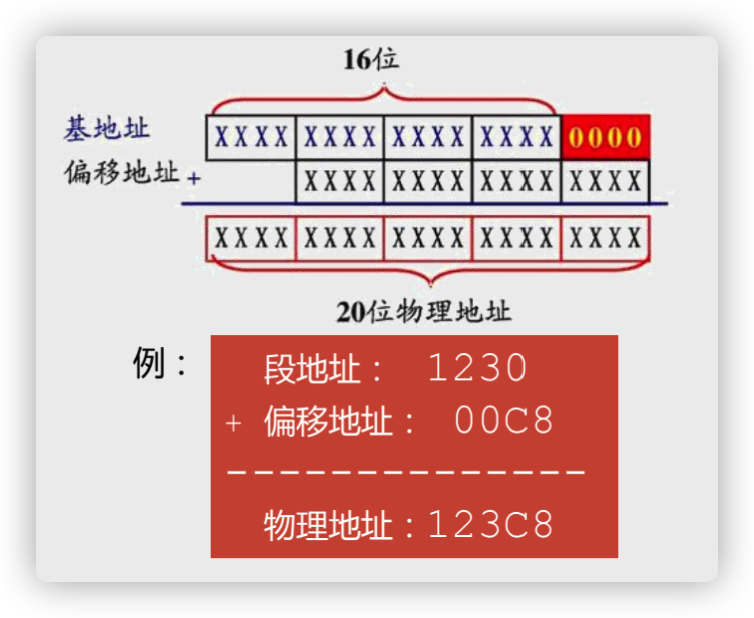 16位
基地址 XXXX XXXX XXXX XXXX 0000
偏移地址 + XXXX XXXX XXXX XXXX
XXXX XXXX XXXX XXXX XXXX
20位物理地址
例： 段地址： 1230
+ 偏移地址： 00C8
--------------
物理地址：123C8